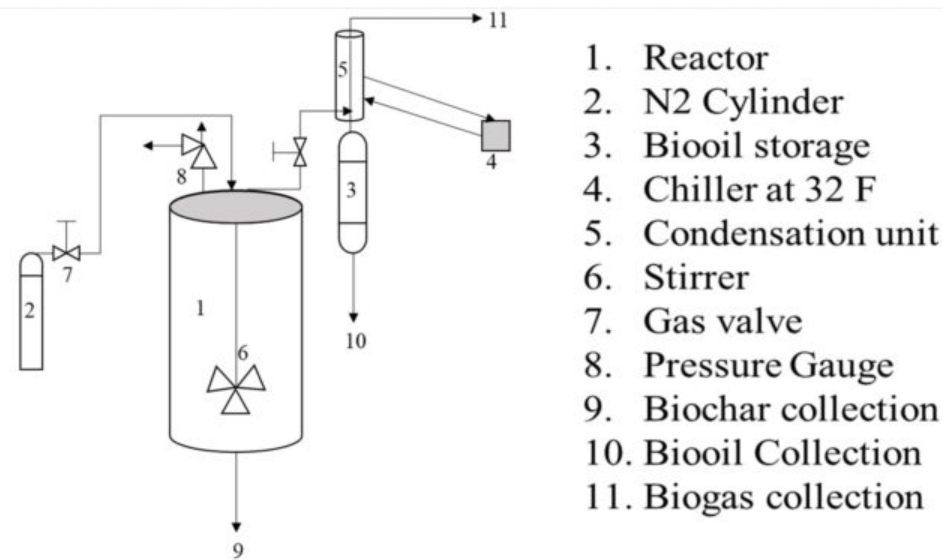 11
5
4
3
8
7
2
1
6
10
9
1. Reactor
2. N2 Cylinder
3. Biooil storage
4. Chiller at 32 F
5. Condensation unit
6. Stirrer
7. Gas valve
8. Pressure Gauge
9. Biochar collection
10. Biooil Collection
11. Biogas collection